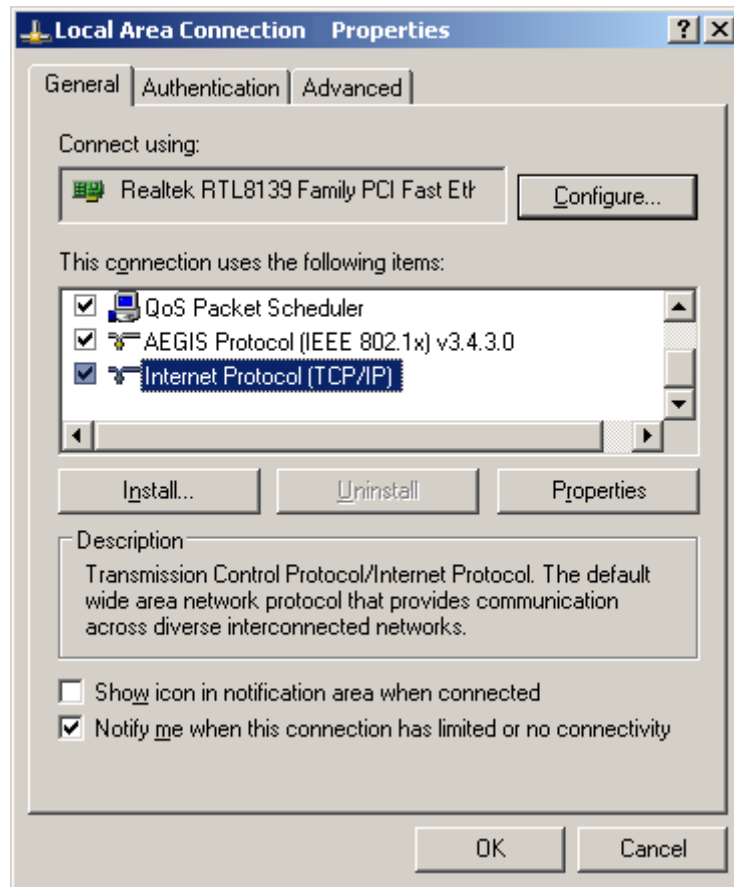 Local Area Connection Properties
General Authentication Advanced
Connect using:
Realtek RTL8139 Family PCI Fast Eth
Configure...
This connection uses the following items:
QoS Packet Scheduler
AEGIS Protocol (IEEE 802.1x) v3.4.3.0
Internet Protocol (TCP/IP)
Install... Uninstall Properties
Description
Transmission Control Protocol/Internet Protocol. The default
wide area network protocol that provides communication
across diverse interconnected networks.
Show icon in notification area when connected
Notify me when this connection has limited or no connectivity
OK Cancel